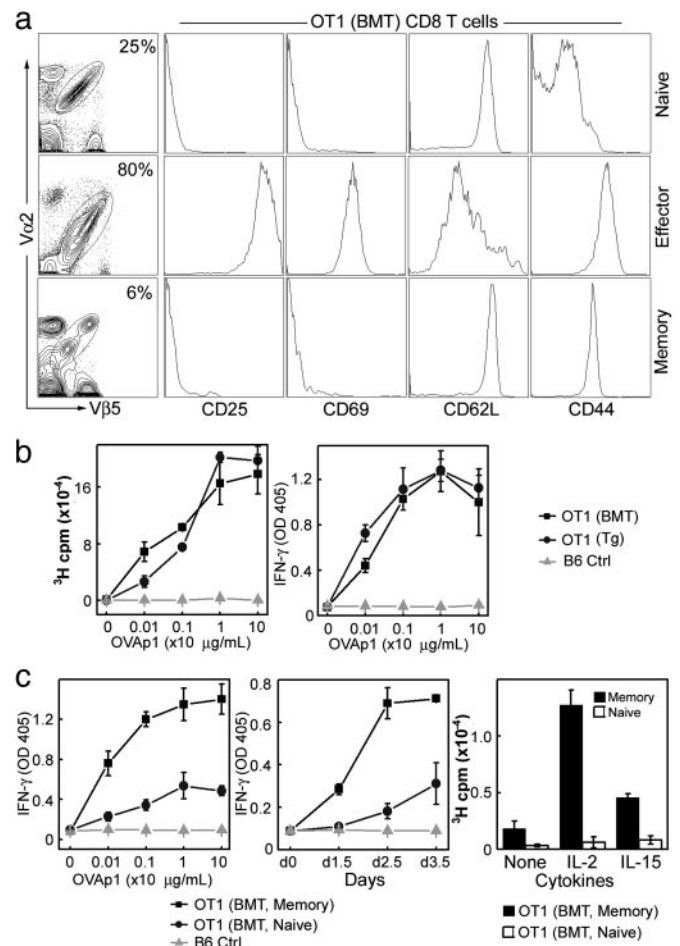 a
OT1 (BMT) CD8 T cells
25%
Naive
80%
Effector
6%
Memory
Vα2
Vβ5
CD25 CD69 CD62L CD44
b
³H cpm (x10⁻⁴)
16
8
0
0 0.01 0.1 1 10
OVAp1 (x10 µg/mL)
IFN-γ (OD 405)
1.2
0.8
0.4
0
0 0.01 0.1 1 10
OVAp1 (x10 µg/mL)
OT1 (BMT)
OT1 (Tg)
B6 Ctrl
c
IFN-γ (OD 405)
1.2
0.8
0.4
0
0 0.01 0.1 1 10
OVAp1 (x10 µg/mL)
IFN-γ (OD 405)
0.8
0.6
0.4
0.2
0
d0 d1.5 d2.5 d3.5
Days
³H cpm (x10⁻⁴)
1.0
0
Memory
Naive
None IL-2 IL-15
Cytokines
OT1 (BMT, Memory)
OT1 (BMT, Naive)
B6 Ctrl
OT1 (BMT, Memory)
OT1 (BMT, Naive)